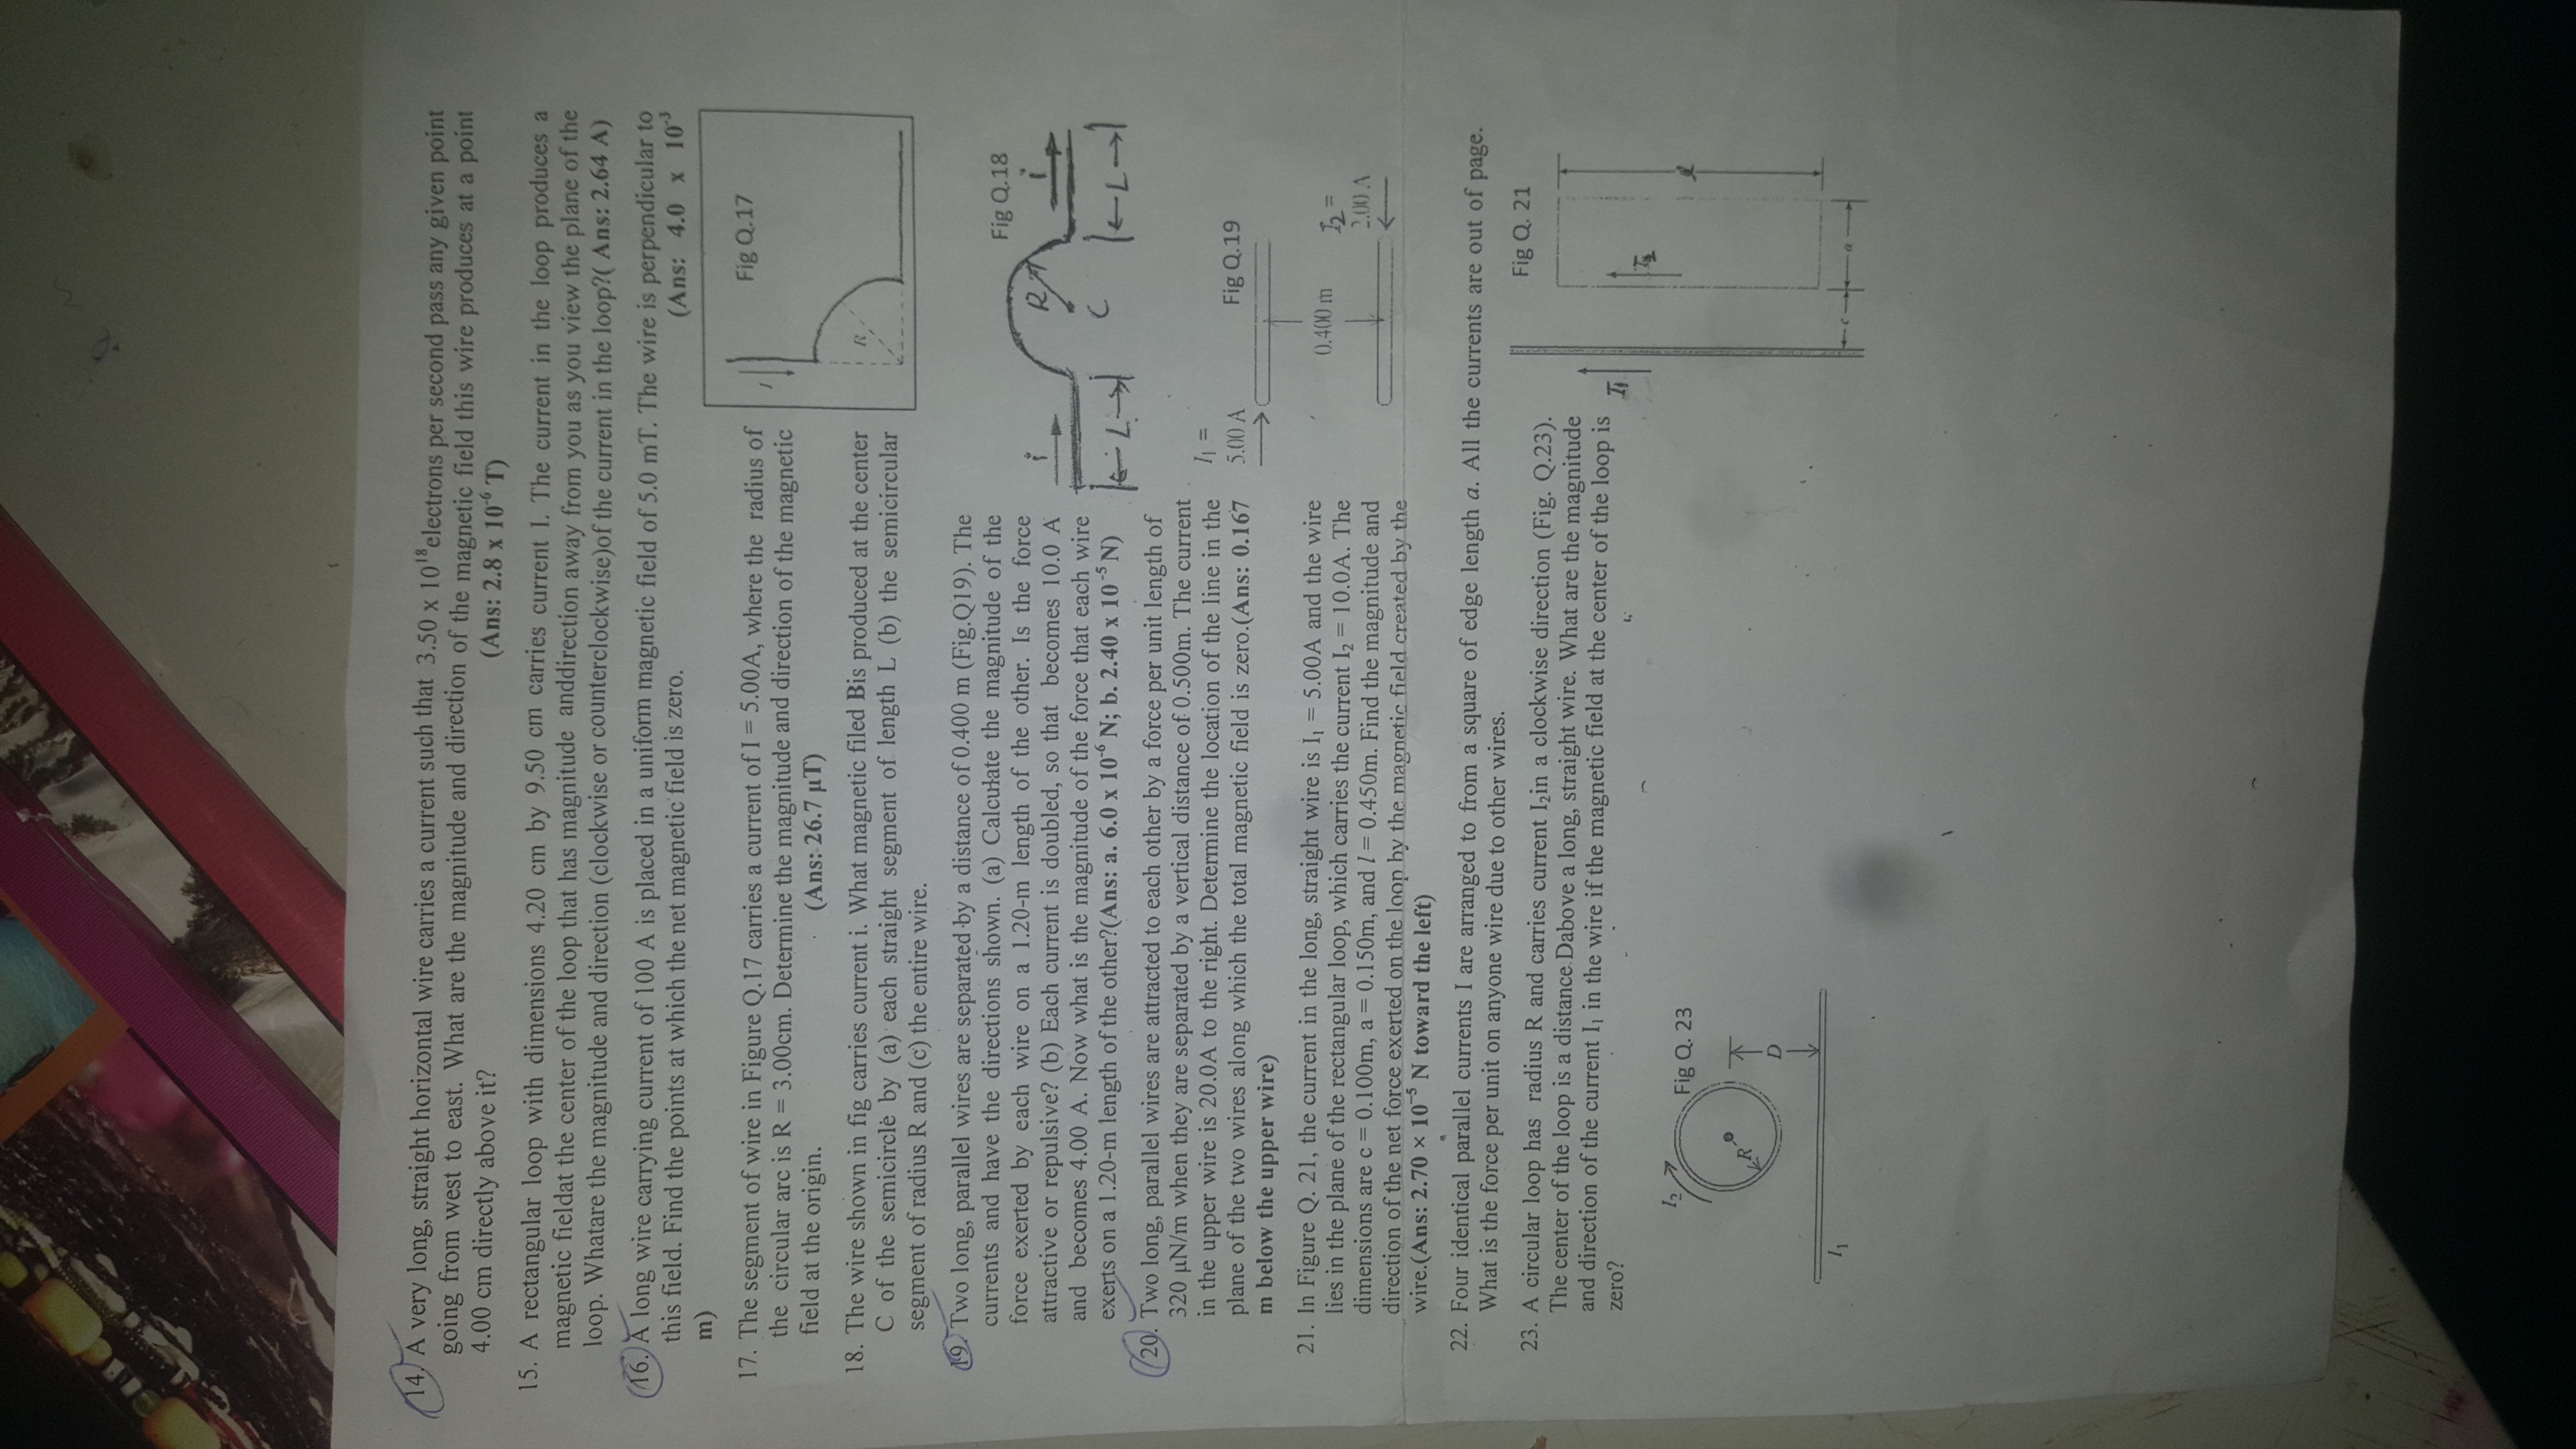 14. A very long, straight horizontal wire carries a current such that 3.50 x 10¹⁸electrons per second pass any given point
going from west to east. What are the magnitude and direction of the magnetic field this wire produces at a point
4.00 cm directly above it? (Ans: 2.8 x 10⁻⁶ T)
15. A rectangular loop with dimensions 4.20 cm by 9.50 cm carries current I. The current in the loop produces a
magnetic fieldat the center of the loop that has magnitude anddirection away from you as you view the plane of the
loop. Whatare the magnitude and direction (clockwise or counterclockwise)of the current in the loop?( Ans: 2.64 A)
16. A long wire carrying current of 100 A is placed in a uniform magnetic field of 5.0 mT. The wire is perpendicular to
this field. Find the points at which the net magnetic field is zero. (Ans: 4.0 x 10⁻³
m)
17. The segment of wire in Figure Q.17 carries a current of I = 5.00A, where the radius of
the circular arc is R = 3.00cm. Determine the magnitude and direction of the magnetic
field at the origin. (Ans: 26.7 µT)
Fig Q.17
I
R
18. The wire shown in fig carries current i. What magnetic filed Bis produced at the center
C of the semicircle by (a) each straight segment of length L (b) the semicircular
segment of radius R and (c) the entire wire.
19. Two long, parallel wires are separated by a distance of 0.400 m (Fig.Q19). The
currents and have the directions shown. (a) Calculate the magnitude of the
force exerted by each wire on a 1.20-m length of the other. Is the force
attractive or repulsive? (b) Each current is doubled, so that becomes 10.0 A
and becomes 4.00 A. Now what is the magnitude of the force that each wire
exerts on a 1.20-m length of the other?(Ans: a. 6.0 x 10⁻⁶ N; b. 2.40 x 10⁻⁵ N)
Fig Q.18
i
R
i
C
L
L
20. Two long, parallel wires are attracted to each other by a force per unit length of
320 µN/m when they are separated by a vertical distance of 0.500m. The current
in the upper wire is 20.0A to the right. Determine the location of the line in the
plane of the two wires along which the total magnetic field is zero.(Ans: 0.167
m below the upper wire)
I₁ =
5.00 A
Fig Q.19
0.400 m
I₂ =
2.00 A
21. In Figure Q. 21, the current in the long, straight wire is I₁ = 5.00A and the wire
lies in the plane of the rectangular loop, which carries the current I₂ = 10.0A. The
dimensions are c = 0.100m, a = 0.150m, and l = 0.450m. Find the magnitude and
direction of the net force exerted on the loop by the magnetic field created by the
wire.(Ans: 2.70 × 10⁻⁵ N toward the left)
22. Four identical parallel currents I are arranged to from a square of edge length a. All the currents are out of page.
What is the force per unit on anyone wire due to other wires.
23. A circular loop has radius R and carries current I₂in a clockwise direction (Fig. Q.23).
The center of the loop is a distance Dabove a long, straight wire. What are the magnitude
and direction of the current I₁ in the wire if the magnetic field at the center of the loop is
zero?
Fig Q. 21
I₁
I₂
l
c
a
I₂
Fig Q. 23
R
D
I₁